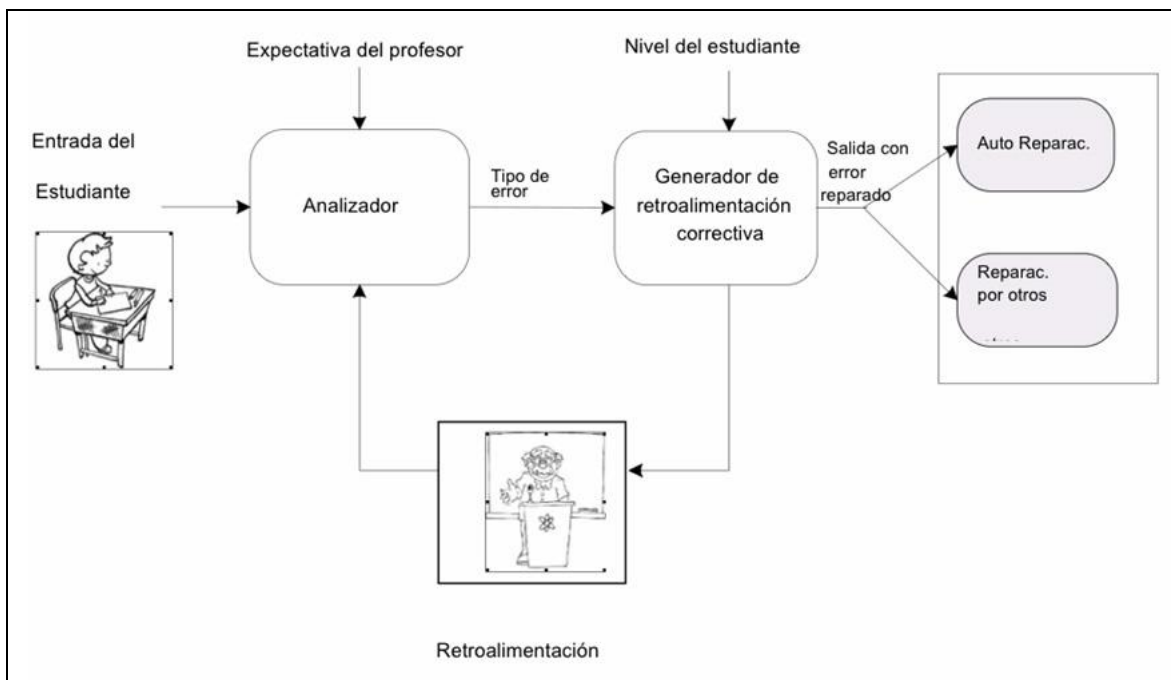 Expectativa del profesor
Nivel del estudiante
Entrada del
Estudiante
Analizador
Tipo de
error
Generador de
retroalimentación
correctiva
Salida con
error
reparado
Auto Reparac.
Reparac.
por otros
Retroalimentación